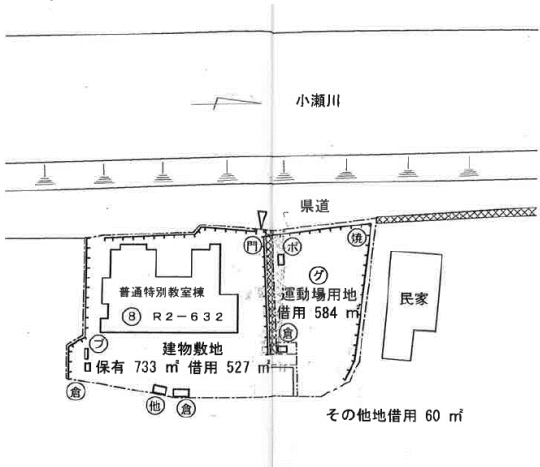 小瀬川
県道
門
ポ
焼
グ
運動場用地
借用 584 ㎡
普通特別教室棟
⑧ R2-632
倉
民家
プ
建物敷地
保有 733 ㎡ 借用 527 ㎡
倉
他
倉
その他地借用 60 ㎡